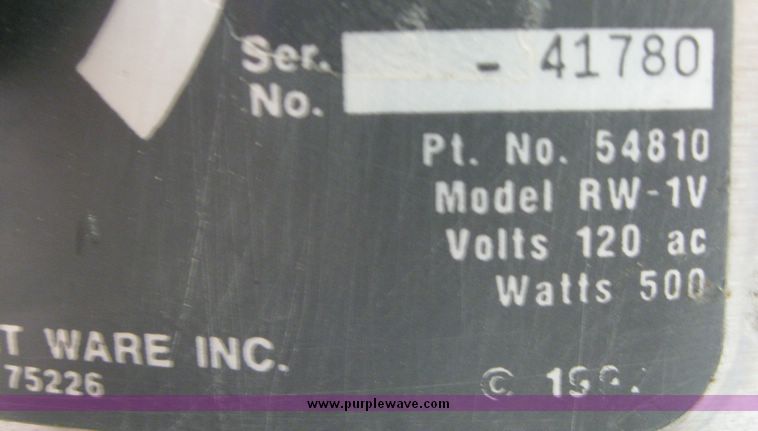 Ser. No. - 41780
Pt. No. 54810
Model RW-1V
Volts 120 ac
Watts 500
T WARE INC.
75226 ©
www.purplewave.com